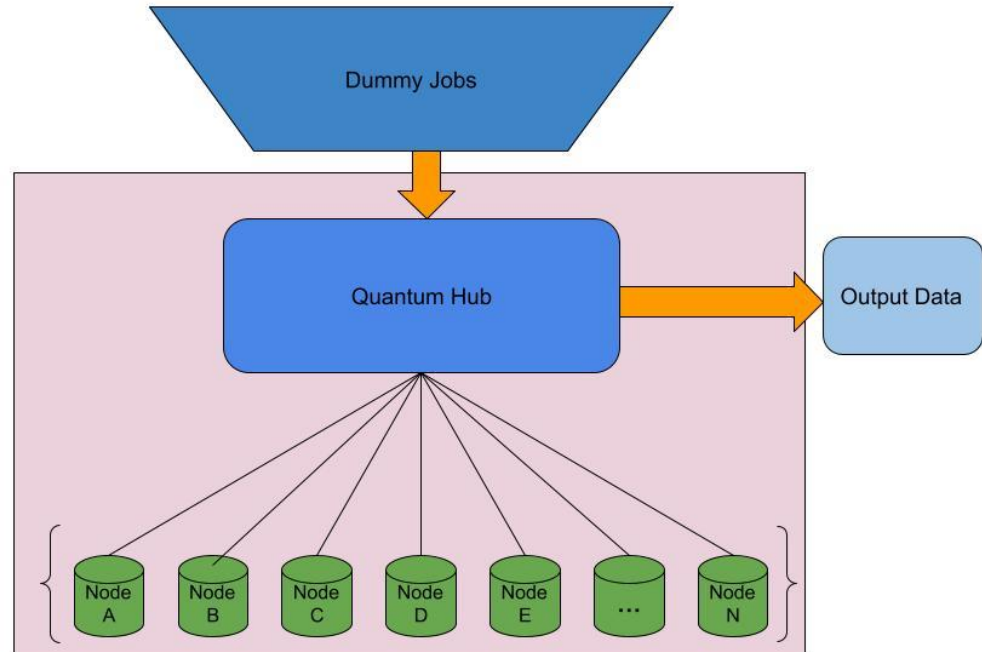 Dummy Jobs
Quantum Hub
Output Data
Node
A
Node
B
Node
C
Node
D
Node
E
...
Node
N